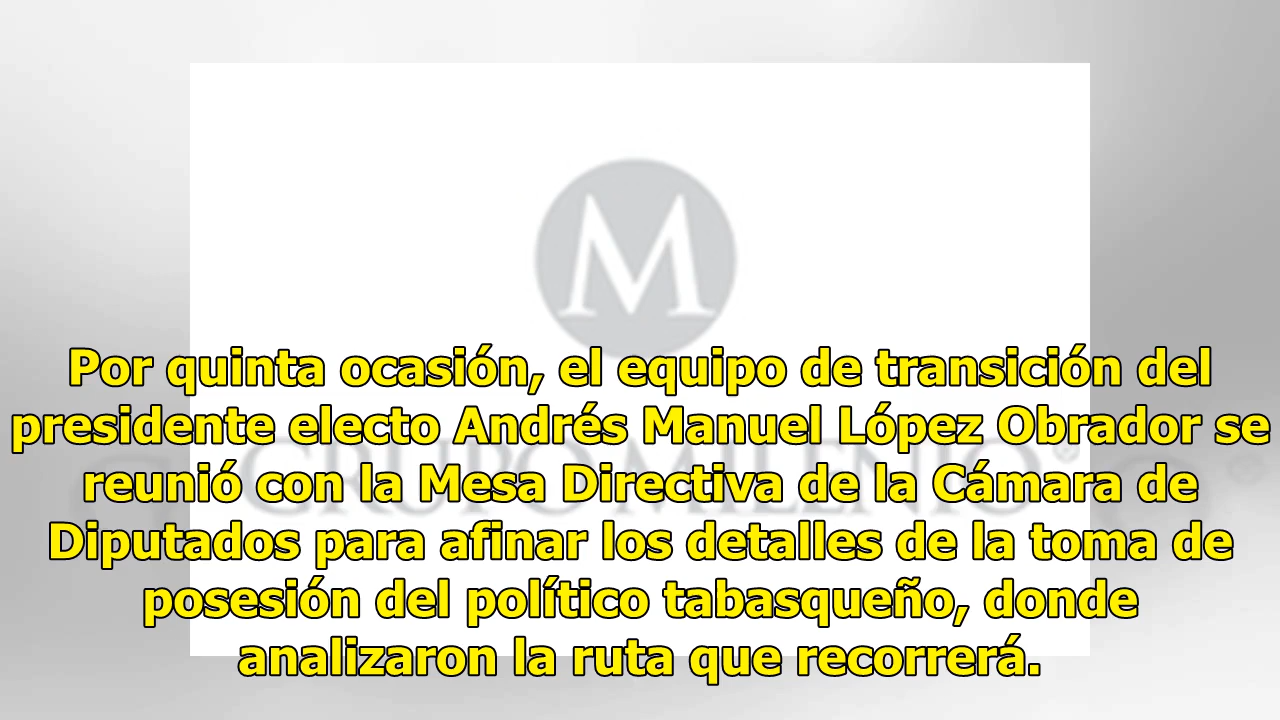 M
Por quinta ocasión, el equipo de transición del
presidente electo Andrés Manuel López Obrador se
reunió con la Mesa Directiva de la Cámara de
GRUPO MILENIO®
Diputados para afinar los detalles de la toma de
posesión del político tabasqueño, donde
analizaron la ruta que recorrerá.